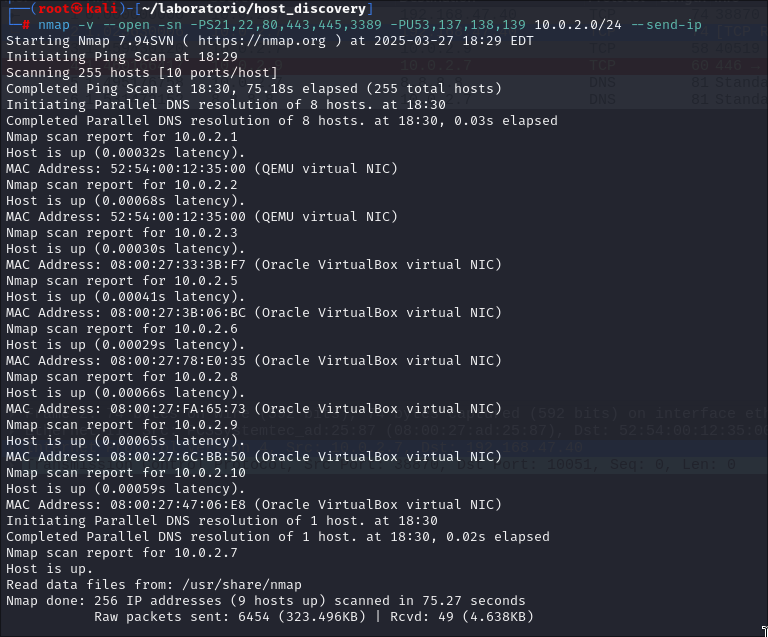 ┌──(root㉿kali)-[~/laboratorio/host_discovery]
└─# nmap -v --open -sn -PS21,22,80,443,445,3389 -PU53,137,138,139 10.0.2.0/24 --send-ip
Starting Nmap 7.94SVN ( https://nmap.org ) at 2025-03-27 18:29 EDT
Initiating Ping Scan at 18:29
Scanning 255 hosts [10 ports/host]
Completed Ping Scan at 18:30, 75.18s elapsed (255 total hosts)
Initiating Parallel DNS resolution of 8 hosts. at 18:30
Completed Parallel DNS resolution of 8 hosts. at 18:30, 0.03s elapsed
Nmap scan report for 10.0.2.1
Host is up (0.00032s latency).
MAC Address: 52:54:00:12:35:00 (QEMU virtual NIC)
Nmap scan report for 10.0.2.2
Host is up (0.00068s latency).
MAC Address: 52:54:00:12:35:00 (QEMU virtual NIC)
Nmap scan report for 10.0.2.3
Host is up (0.00030s latency).
MAC Address: 08:00:27:33:3B:F7 (Oracle VirtualBox virtual NIC)
Nmap scan report for 10.0.2.5
Host is up (0.00041s latency).
MAC Address: 08:00:27:3B:06:BC (Oracle VirtualBox virtual NIC)
Nmap scan report for 10.0.2.6
Host is up (0.00029s latency).
MAC Address: 08:00:27:78:E0:35 (Oracle VirtualBox virtual NIC)
Nmap scan report for 10.0.2.8
Host is up (0.00066s latency).
MAC Address: 08:00:27:FA:65:73 (Oracle VirtualBox virtual NIC)
Nmap scan report for 10.0.2.9
Host is up (0.00065s latency).
MAC Address: 08:00:27:6C:BB:50 (Oracle VirtualBox virtual NIC)
Nmap scan report for 10.0.2.10
Host is up (0.00059s latency).
MAC Address: 08:00:27:47:06:E8 (Oracle VirtualBox virtual NIC)
Initiating Parallel DNS resolution of 1 host. at 18:30
Completed Parallel DNS resolution of 1 host. at 18:30, 0.02s elapsed
Nmap scan report for 10.0.2.7
Host is up.
Read data files from: /usr/share/nmap
Nmap done: 256 IP addresses (9 hosts up) scanned in 75.27 seconds
Raw packets sent: 6454 (323.496KB) | Rcvd: 49 (4.638KB)